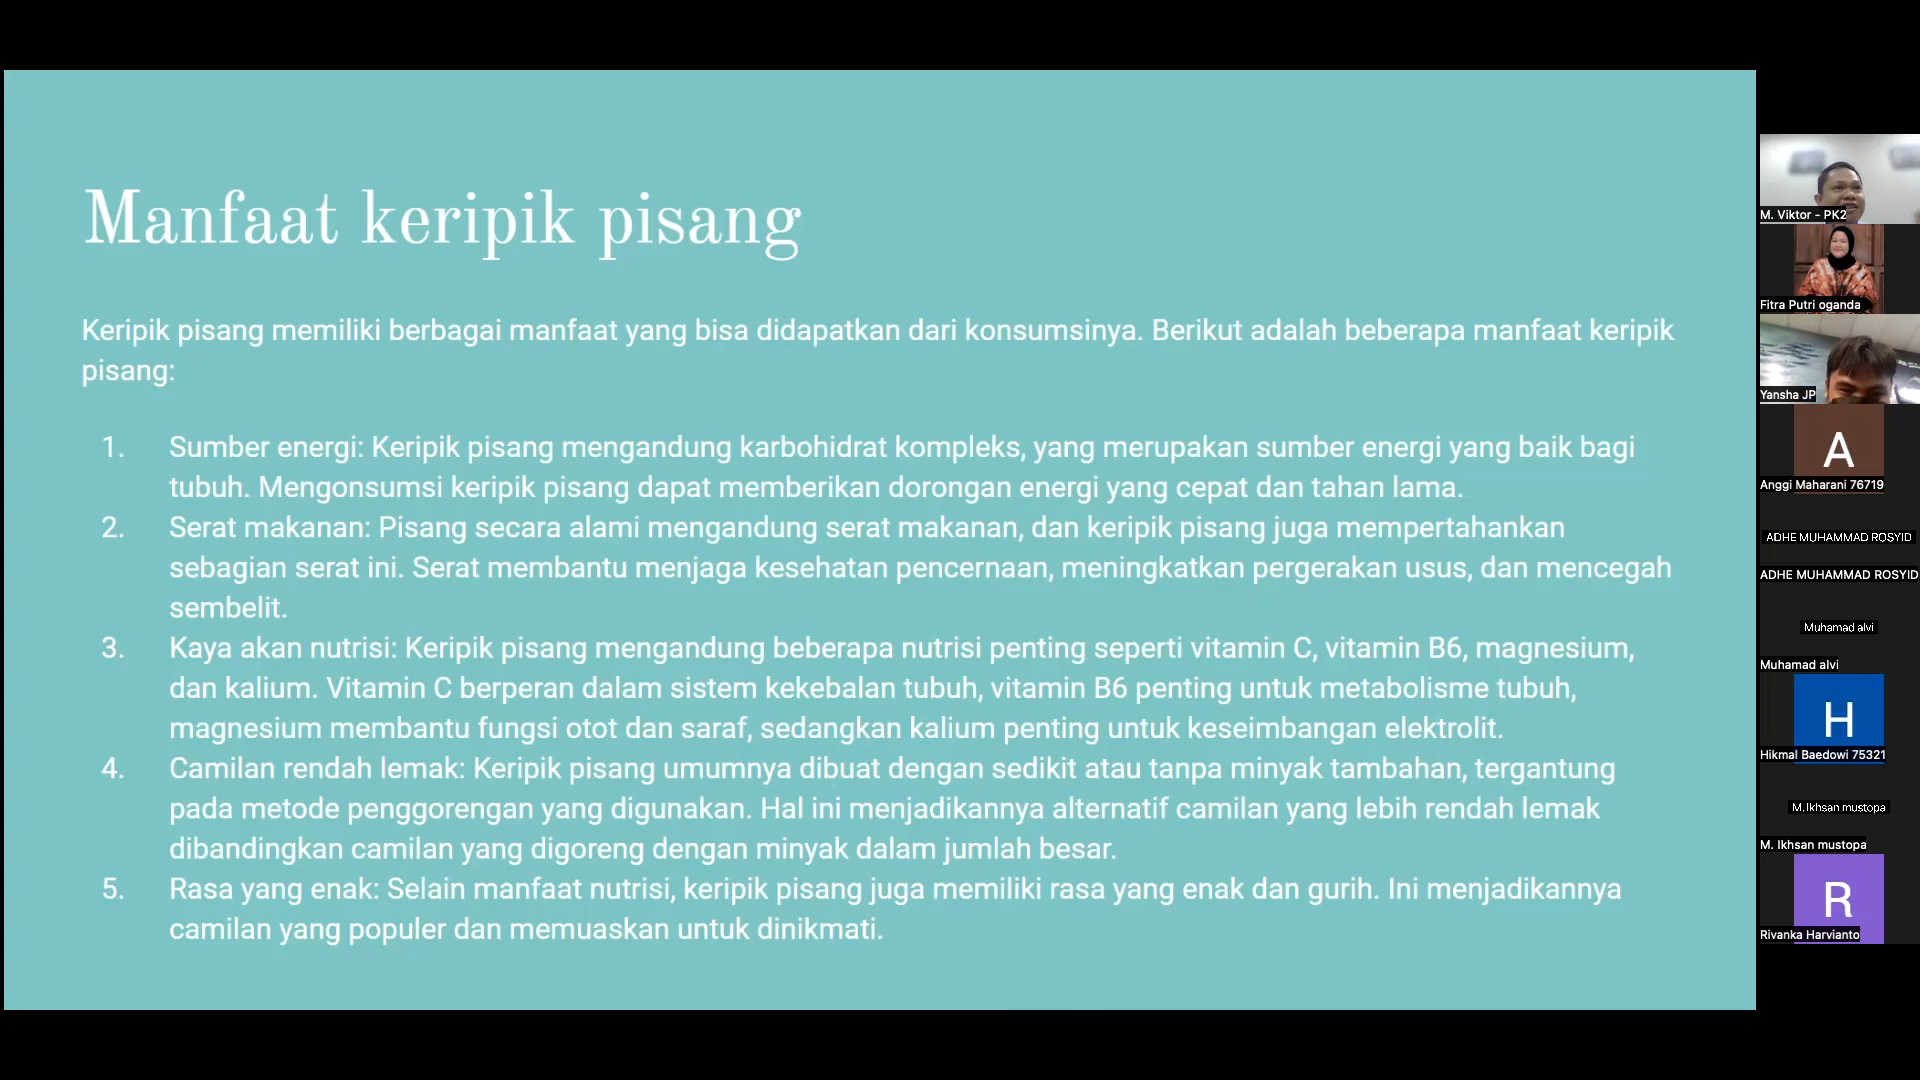 Manfaat keripik pisang
Keripik pisang memiliki berbagai manfaat yang bisa didapatkan dari konsumsinya. Berikut adalah beberapa manfaat keripik
pisang:
1. Sumber energi: Keripik pisang mengandung karbohidrat kompleks, yang merupakan sumber energi yang baik bagi
tubuh. Mengonsumsi keripik pisang dapat memberikan dorongan energi yang cepat dan tahan lama.
2. Serat makanan: Pisang secara alami mengandung serat makanan, dan keripik pisang juga mempertahankan
sebagian serat ini. Serat membantu menjaga kesehatan pencernaan, meningkatkan pergerakan usus, dan mencegah
sembelit.
3. Kaya akan nutrisi: Keripik pisang mengandung beberapa nutrisi penting seperti vitamin C, vitamin B6, magnesium,
dan kalium. Vitamin C berperan dalam sistem kekebalan tubuh, vitamin B6 penting untuk metabolisme tubuh,
magnesium membantu fungsi otot dan saraf, sedangkan kalium penting untuk keseimbangan elektrolit.
4. Camilan rendah lemak: Keripik pisang umumnya dibuat dengan sedikit atau tanpa minyak tambahan, tergantung
pada metode penggorengan yang digunakan. Hal ini menjadikannya alternatif camilan yang lebih rendah lemak
dibandingkan camilan yang digoreng dengan minyak dalam jumlah besar.
5. Rasa yang enak: Selain manfaat nutrisi, keripik pisang juga memiliki rasa yang enak dan gurih. Ini menjadikannya
camilan yang populer dan memuaskan untuk dinikmati.
M. Viktor - PK2
Fitra Putri oganda
Yansha JP
A
Anggi Maharani 76719
ADHE MUHAMMAD ROSYID
ADHE MUHAMMAD ROSYID
Muhamad alvi
Muhamad alvi
H
Hikmal Baedowi 75321
M. Ikhsan mustopa
M. Ikhsan mustopa
R
Rivanka Harvianto